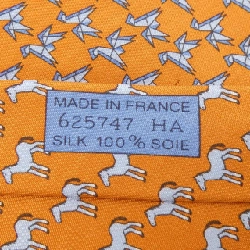 MADE IN FRANCE
625747 HA
SILK 100% SOIE